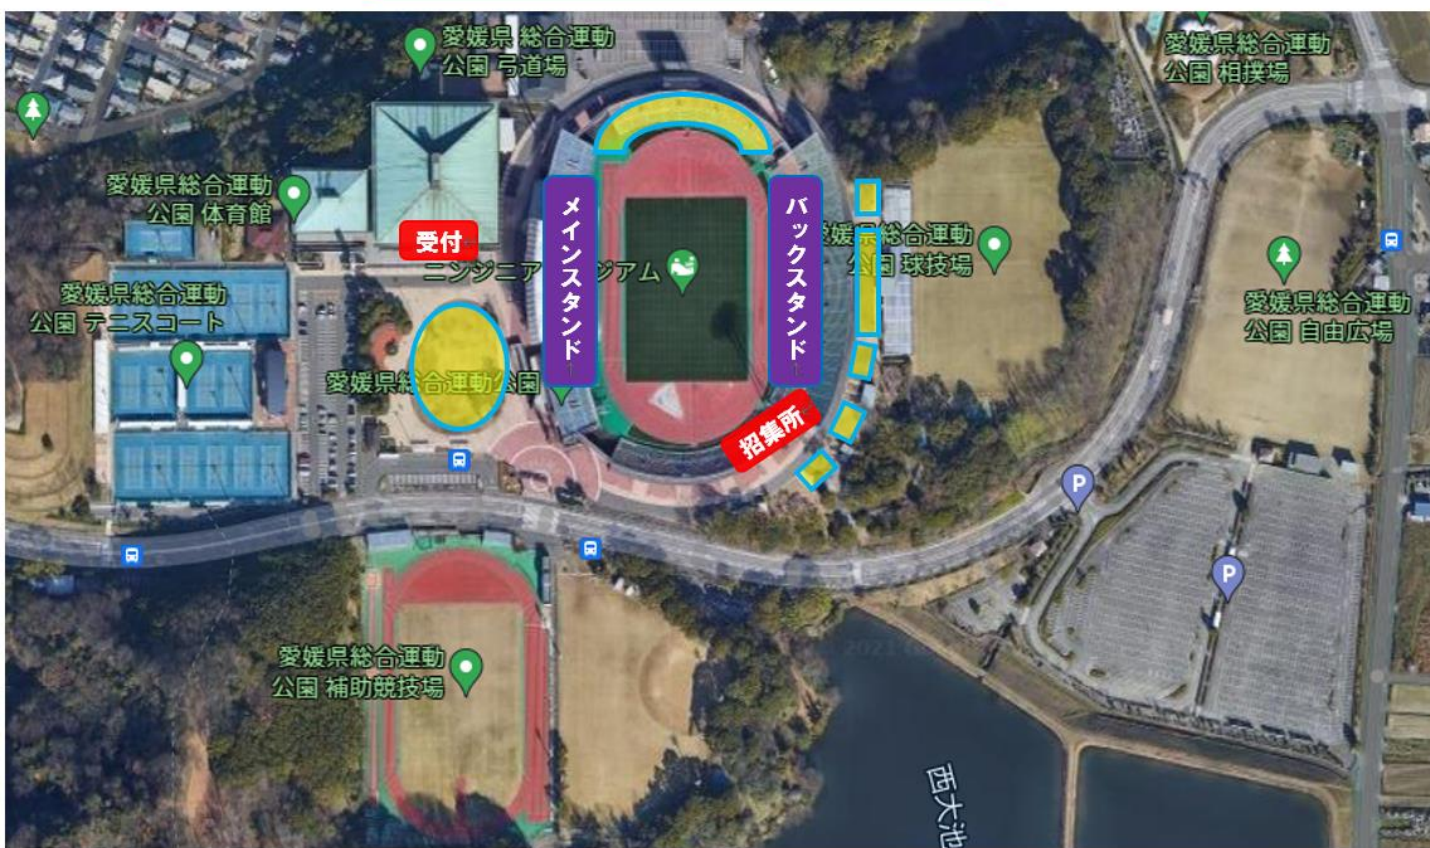 愛媛県 総合運動
公園 弓道場
愛媛県 総合運動
公園 相撲場
愛媛県総合運動
公園 体育館
受付
メインスタンド
バックスタンド
愛媛県総合運動
公園 球技場
ニンジニア
ジアム
愛媛県総合運動
公園 テニスコート
愛媛県総合運動
公園 自由広場
愛媛県総合運動公園
招集所
P
P
愛媛県総合運動
公園 補助競技場
西大池